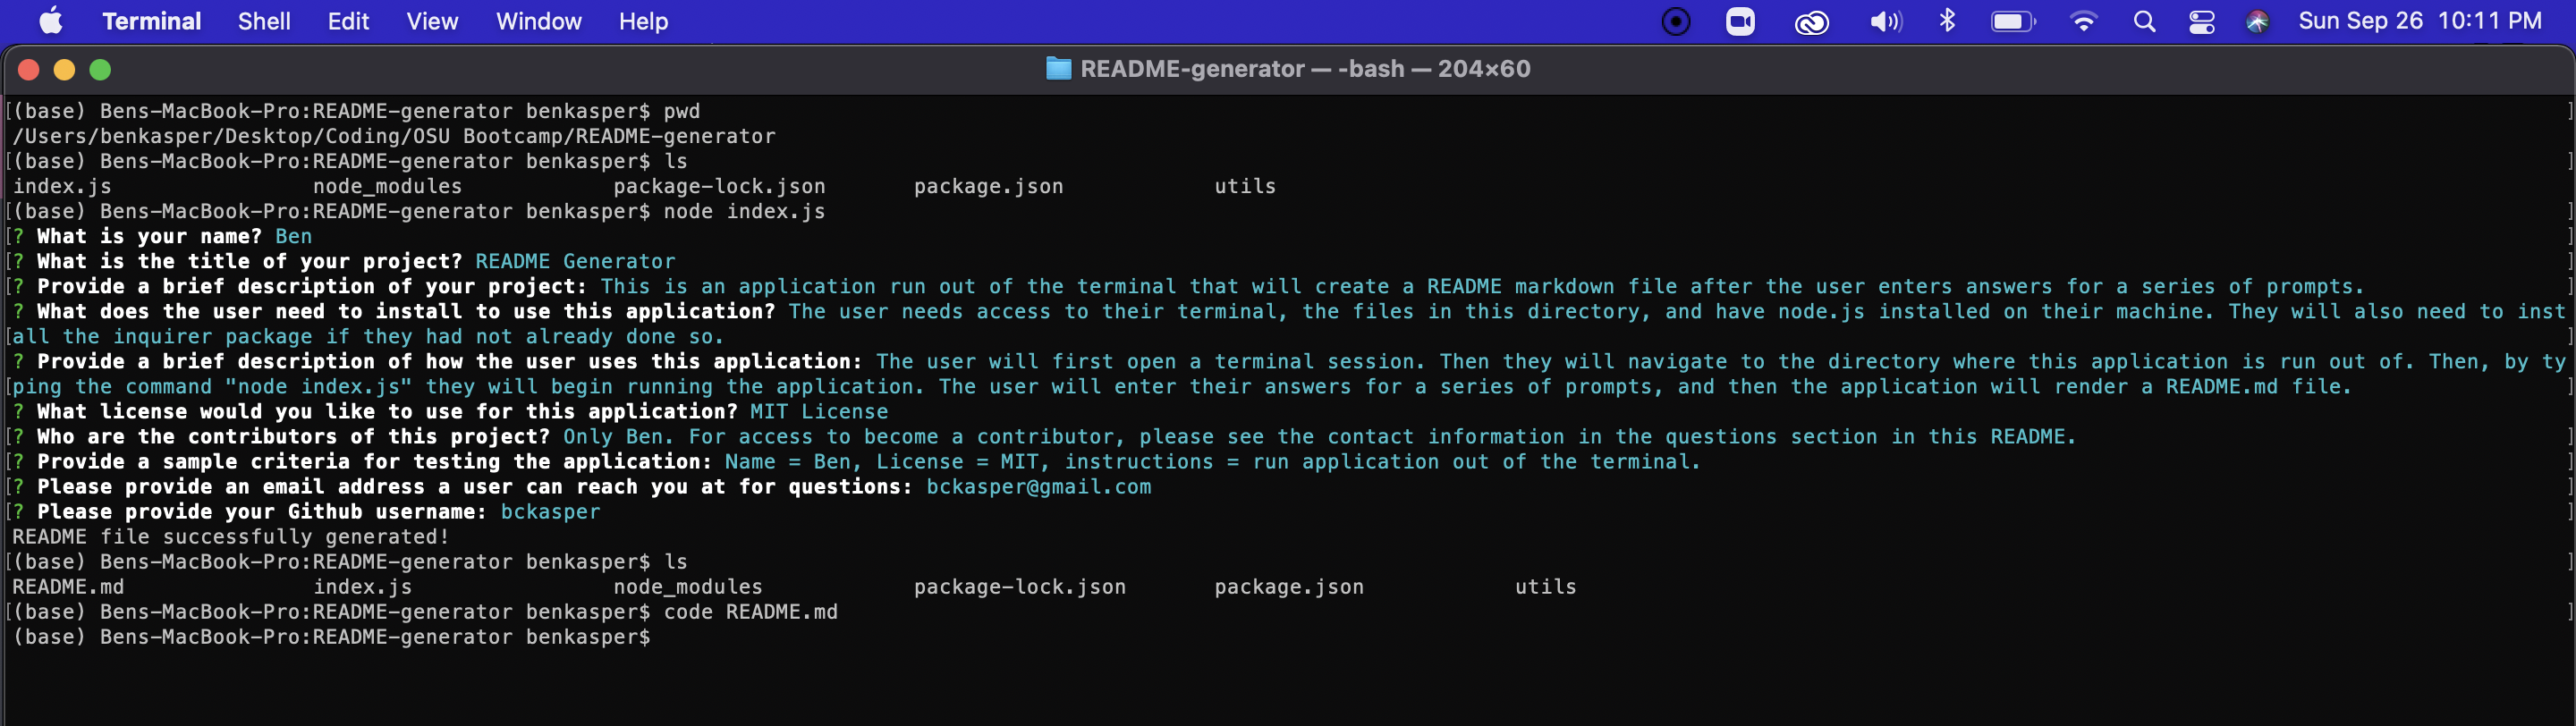 Terminal Shell Edit View Window Help Sun Sep 26 10:11 PM
README-generator — -bash — 204×60
(base) Bens-MacBook-Pro:README-generator benkasper$ pwd
/Users/benkasper/Desktop/Coding/OSU Bootcamp/README-generator
(base) Bens-MacBook-Pro:README-generator benkasper$ ls
index.js node_modules package-lock.json package.json utils
(base) Bens-MacBook-Pro:README-generator benkasper$ node index.js
? What is your name? Ben
? What is the title of your project? README Generator
? Provide a brief description of your project: This is an application run out of the terminal that will create a README markdown file after the user enters answers for a series of prompts.
? What does the user need to install to use this application? The user needs access to their terminal, the files in this directory, and have node.js installed on their machine. They will also need to inst
all the inquirer package if they had not already done so.
? Provide a brief description of how the user uses this application: The user will first open a terminal session. Then they will navigate to the directory where this application is run out of. Then, by ty
ping the command "node index.js" they will begin running the application. The user will enter their answers for a series of prompts, and then the application will render a README.md file.
? What license would you like to use for this application? MIT License
? Who are the contributors of this project? Only Ben. For access to become a contributor, please see the contact information in the questions section in this README.
? Provide a sample criteria for testing the application: Name = Ben, License = MIT, instructions = run application out of the terminal.
? Please provide an email address a user can reach you at for questions: bckasper@gmail.com
? Please provide your Github username: bckasper
README file successfully generated!
(base) Bens-MacBook-Pro:README-generator benkasper$ ls
README.md index.js node_modules package-lock.json package.json utils
(base) Bens-MacBook-Pro:README-generator benkasper$ code README.md
(base) Bens-MacBook-Pro:README-generator benkasper$